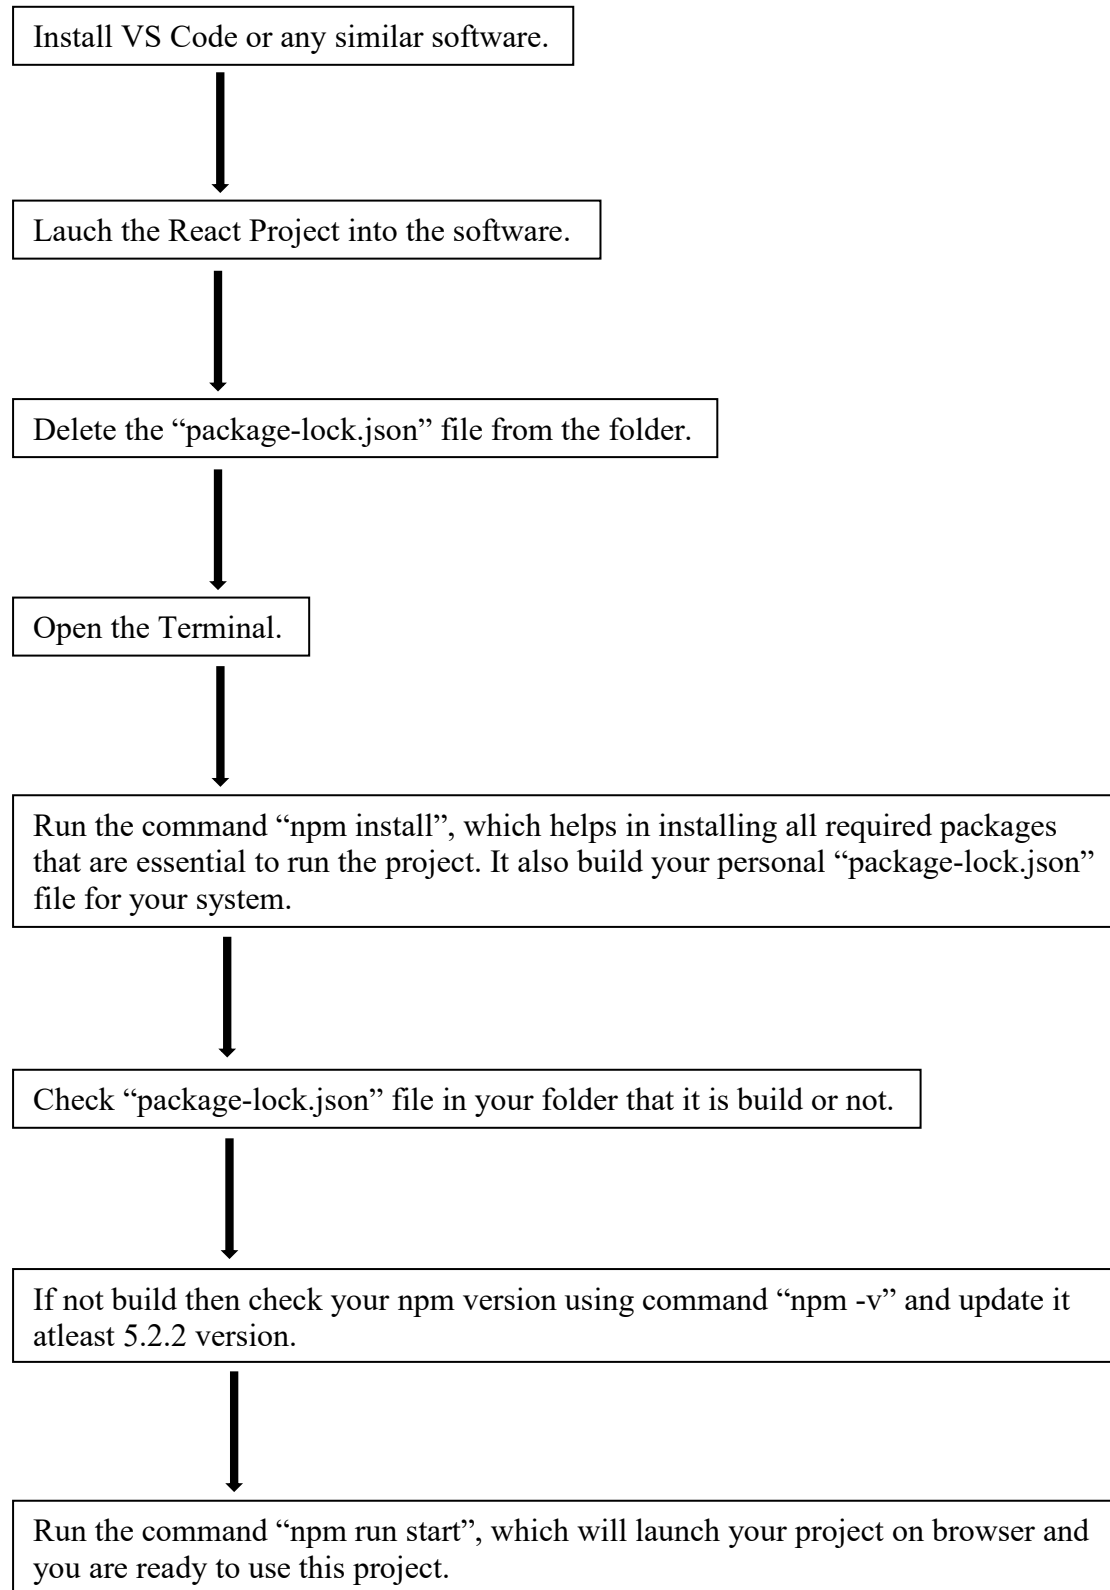 Install VS Code or any similar software.
Lauch the React Project into the software.
Delete the “package-lock.json” file from the folder.
Open the Terminal.
Run the command “npm install”, which helps in installing all required packages
that are essential to run the project. It also build your personal “package-lock.json”
file for your system.
Check “package-lock.json” file in your folder that it is build or not.
If not build then check your npm version using command “npm -v” and update it
atleast 5.2.2 version.
Run the command “npm run start”, which will launch your project on browser and
you are ready to use this project.